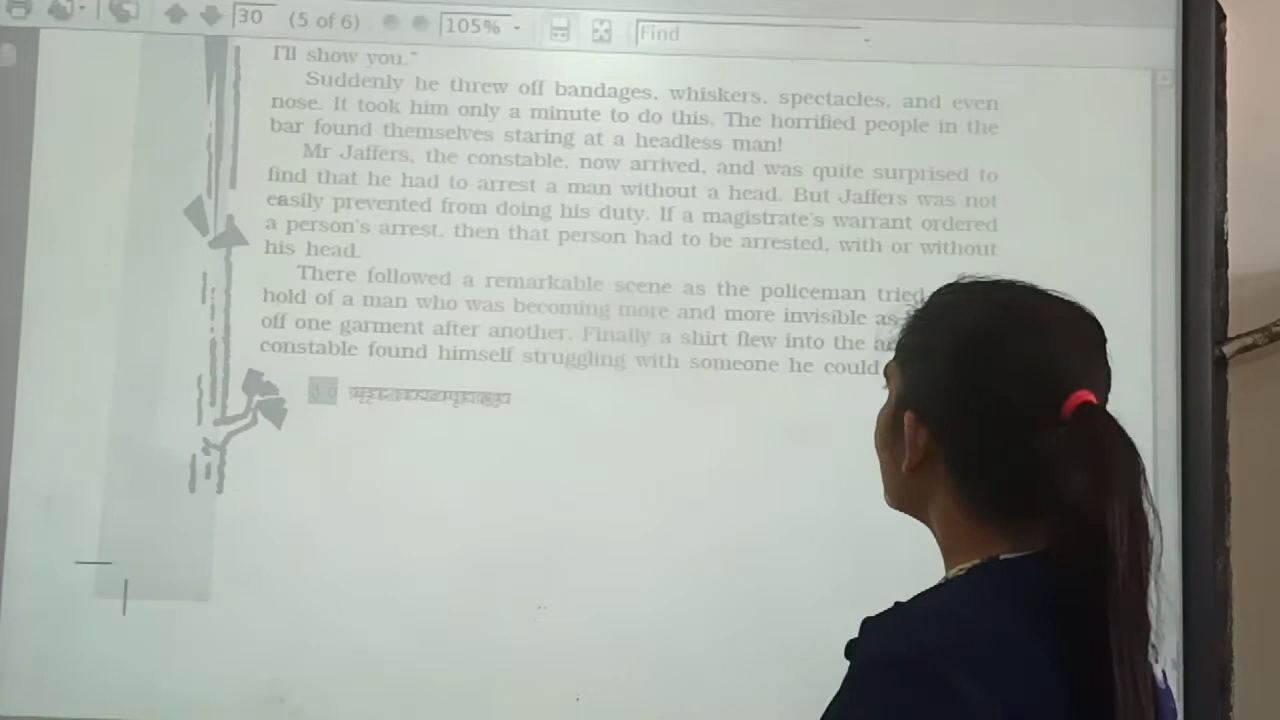 30 (5 of 6) 105% Find
I'll show you."
Suddenly he threw off bandages, whiskers, spectacles, and even
nose. It took him only a minute to do this. The horrified people in the
bar found themselves staring at a headless man!
Mr Jaffers, the constable, now arrived, and was quite surprised to
find that he had to arrest a man without a head. But Jaffers was not
easily prevented from doing his duty. If a magistrate's warrant ordered
a person's arrest, then that person had to be arrested, with or without
his head.
There followed a remarkable scene as the policeman tried
hold of a man who was becoming more and more invisible as
off one garment after another. Finally a shirt flew into the
constable found himself struggling with someone he could
30